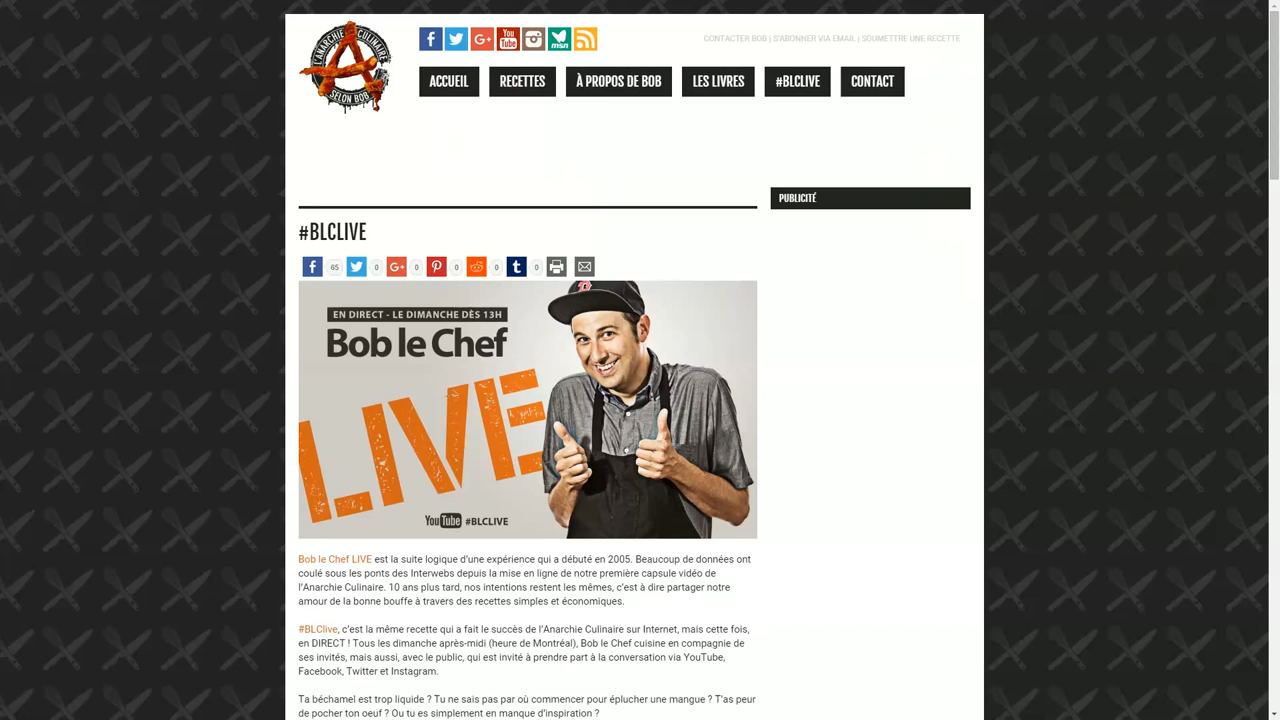 L'ANARCHIE CULINAIRE
SELON BOB
You Tube
msn
CONTACTER BOB | S'ABONNER VIA EMAIL | SOUMETTRE UNE RECETTE
ACCUEIL RECETTES À PROPOS DE BOB LES LIVRES #BLCLIVE CONTACT
PUBLICITÉ
#BLCLIVE
65 0 0 0 0 0
EN DIRECT - LE DIMANCHE DÈS 13H
Bob le Chef
LIVE
YouTube #BLCLIVE
Bob le Chef LIVE est la suite logique d'une expérience qui a débuté en 2005. Beaucoup de données ont
coulé sous les ponts des Interwebs depuis la mise en ligne de notre première capsule vidéo de
l'Anarchie Culinaire. 10 ans plus tard, nos intentions restent les mêmes, c'est à dire partager notre
amour de la bonne bouffe à travers des recettes simples et économiques.
#BLClive, c'est la même recette qui a fait le succès de l'Anarchie Culinaire sur Internet, mais cette fois,
en DIRECT ! Tous les dimanche après-midi (heure de Montréal), Bob le Chef cuisine en compagnie de
ses invités, mais aussi, avec le public, qui est invité à prendre part à la conversation via YouTube,
Facebook, Twitter et Instagram.
Ta béchamel est trop liquide ? Tu ne sais pas par où commencer pour éplucher une mangue ? T'as peur
de pocher ton oeuf ? Ou tu es simplement en manque d'inspiration ?